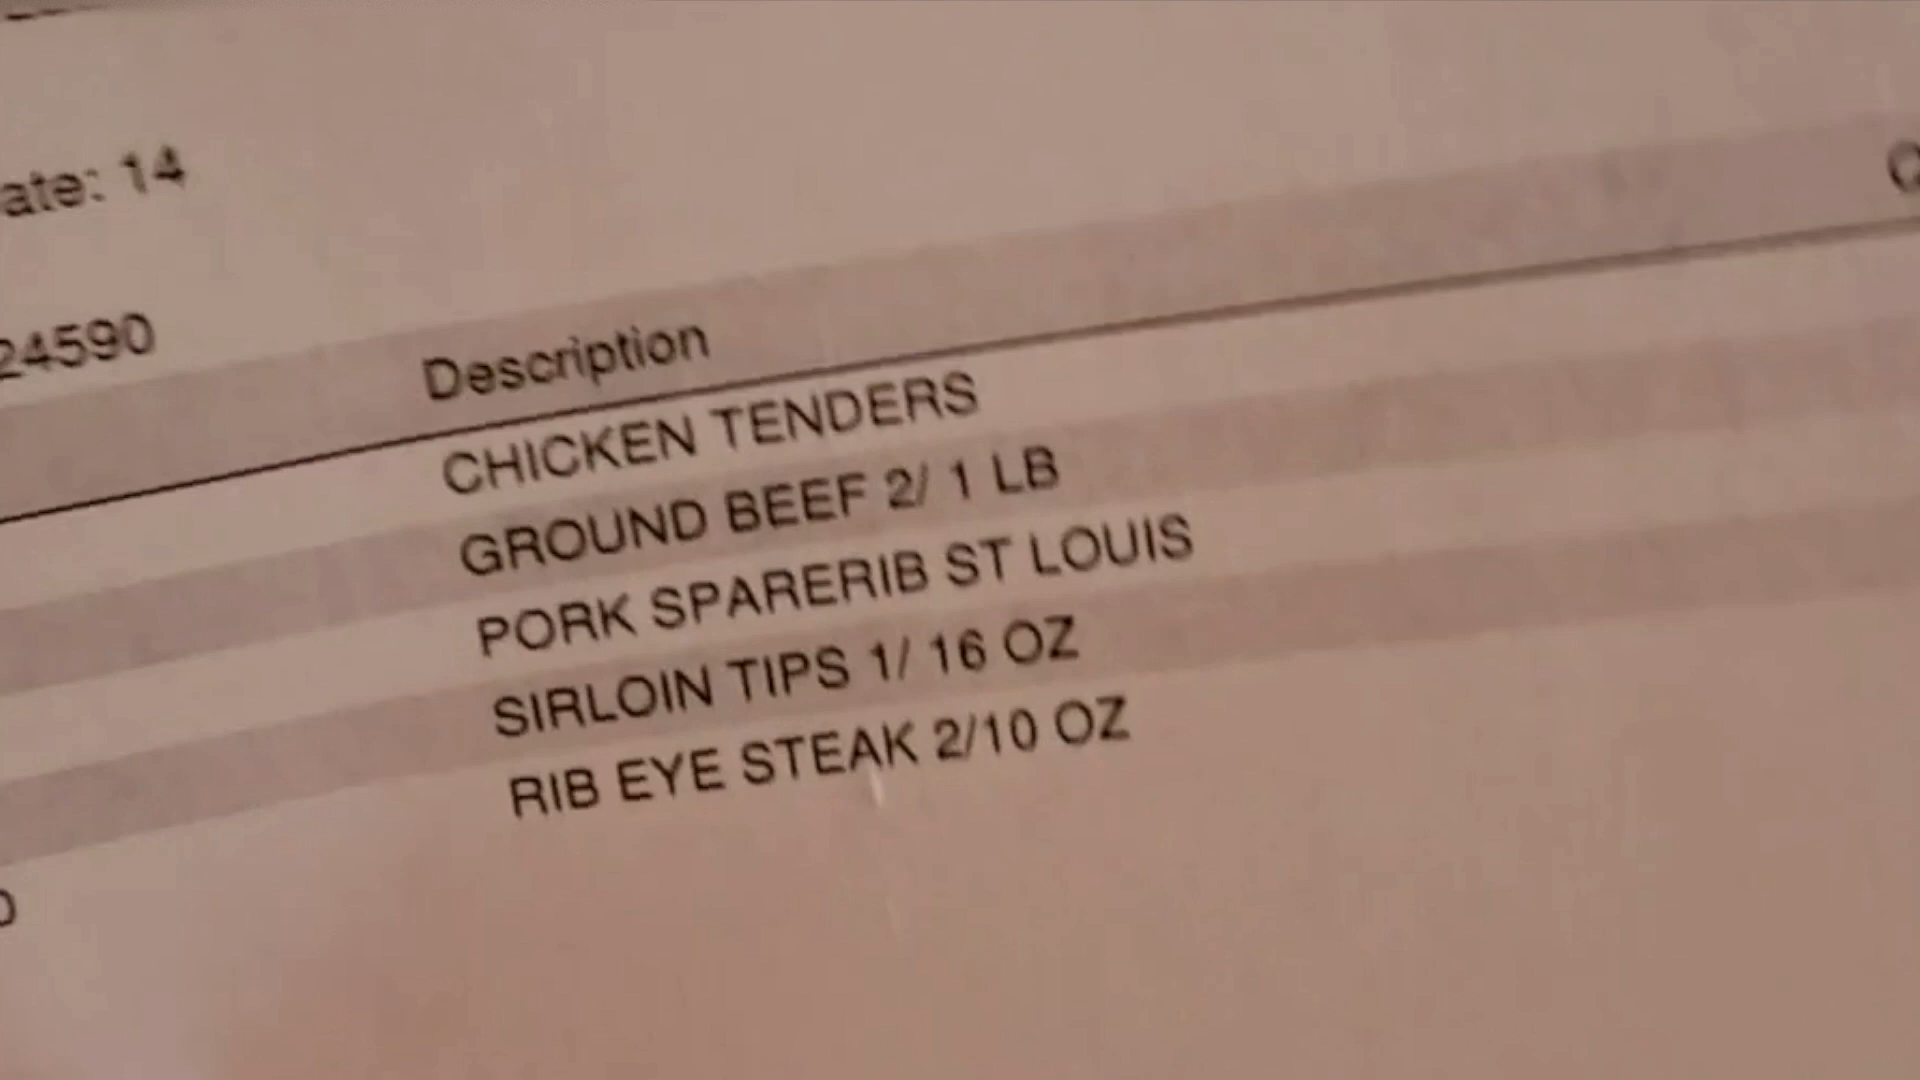 ate: 14
24590
Description
CHICKEN TENDERS
GROUND BEEF 2/ 1 LB
PORK SPARERIB ST LOUIS
SIRLOIN TIPS 1/ 16 OZ
RIB EYE STEAK 2/10 OZ